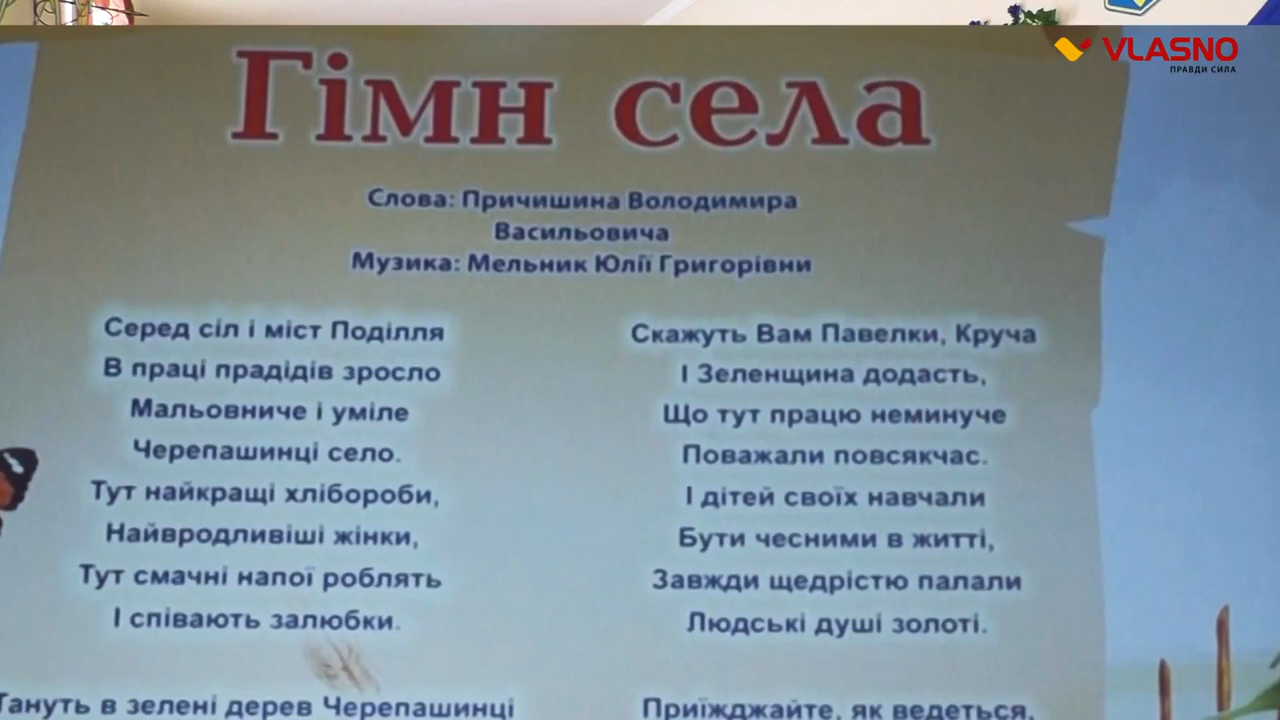 VLASNO
ПРАВДИ СИЛА
Гімн села
Слова: Причишина Володимира
Васильовича
Музика: Мельник Юлії Григорівни
Серед сіл і міст Поділля
В праці прадідів зросло
Мальовниче і уміле
Черепашинці село.
Тут найкращі хлібороби,
Найвродливіші жінки,
Тут смачні напої роблять
І співають залюбки.
Тануть в зелені дерев Черепашинці
Скажуть Вам Павелки, Круча
І Зеленщина додасть,
Що тут працю неминуче
Поважали повсякчас.
І дітей своїх навчали
Бути чесними в житті,
Завжди щедрістю палали
Людські душі золоті.
Приїжджайте, як ведеться,